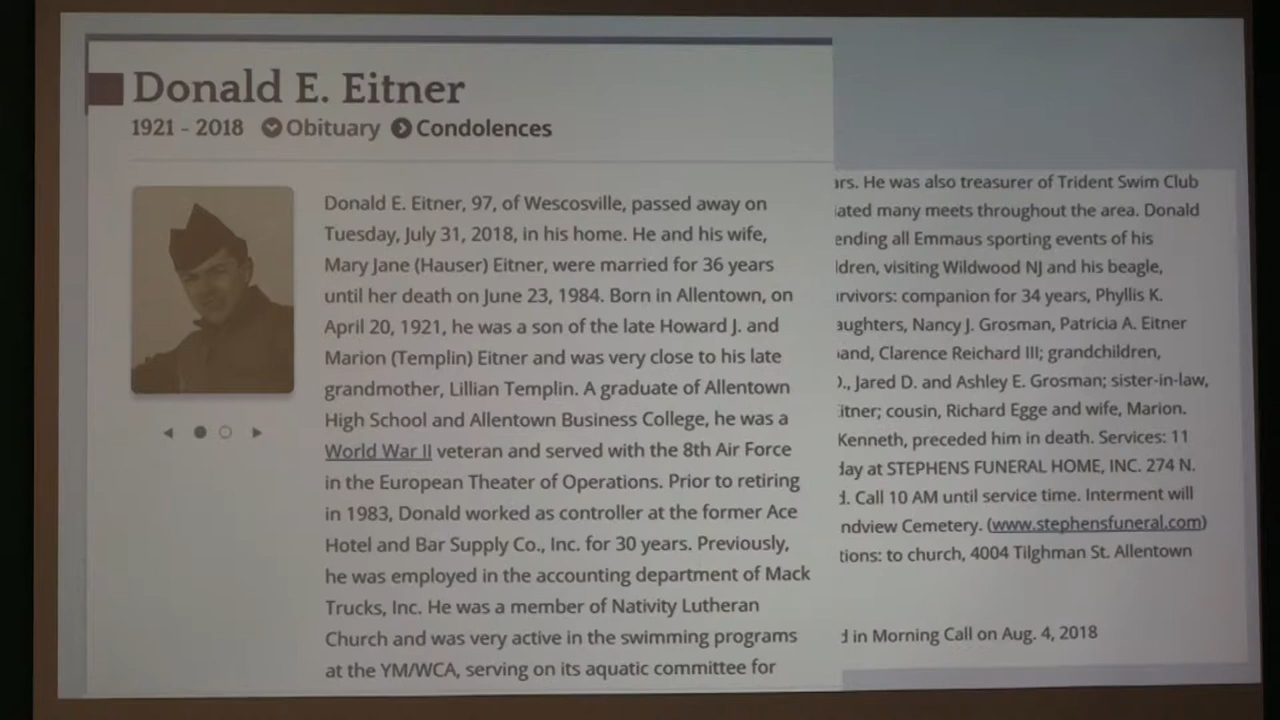 Donald E. Eitner
1921 - 2018 Obituary Condolences
Donald E. Eitner, 97, of Wescosville, passed away on
Tuesday, July 31, 2018, in his home. He and his wife,
Mary Jane (Hauser) Eitner, were married for 36 years
until her death on June 23, 1984. Born in Allentown, on
April 20, 1921, he was a son of the late Howard J. and
Marion (Templin) Eitner and was very close to his late
grandmother, Lillian Templin. A graduate of Allentown
High School and Allentown Business College, he was a
World War II veteran and served with the 8th Air Force
in the European Theater of Operations. Prior to retiring
in 1983, Donald worked as controller at the former Ace
Hotel and Bar Supply Co., Inc. for 30 years. Previously,
he was employed in the accounting department of Mack
Trucks, Inc. He was a member of Nativity Lutheran
Church and was very active in the swimming programs
at the YM/WCA, serving on its aquatic committee for
ars. He was also treasurer of Trident Swim Club
iated many meets throughout the area. Donald
ending all Emmaus sporting events of his
ldren, visiting Wildwood NJ and his beagle,
urvivors: companion for 34 years, Phyllis K.
aughters, Nancy J. Grosman, Patricia A. Eitner
and, Clarence Reichard III; grandchildren,
D., Jared D. and Ashley E. Grosman; sister-in-law,
Eitner; cousin, Richard Egge and wife, Marion.
Kenneth, preceded him in death. Services: 11
day at STEPHENS FUNERAL HOME, INC. 274 N.
d. Call 10 AM until service time. Interment will
ndview Cemetery. (www.stephensfuneral.com)
tions: to church, 4004 Tilghman St. Allentown
d in Morning Call on Aug. 4, 2018